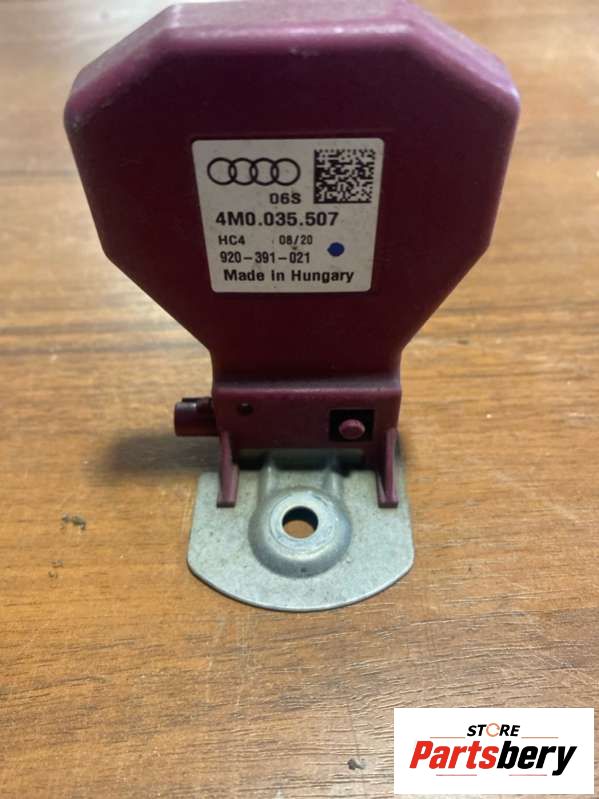 06S
4M0.035.507
HC4 08/20
920-391-021
Made in Hungary
STORE
Partsbery